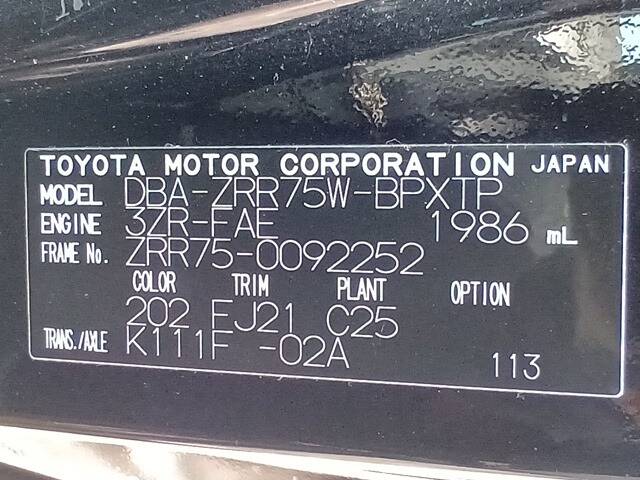 TOYOTA MOTOR CORPORATION JAPAN
MODEL DBA-ZRR75W-BPXTP
ENGINE 3ZR-FAE 1986 mL
FRAME No. ZRR75-0092252
COLOR TRIM PLANT OPTION
202 FJ21 C25
TRANS./AXLE K111F -02A
113